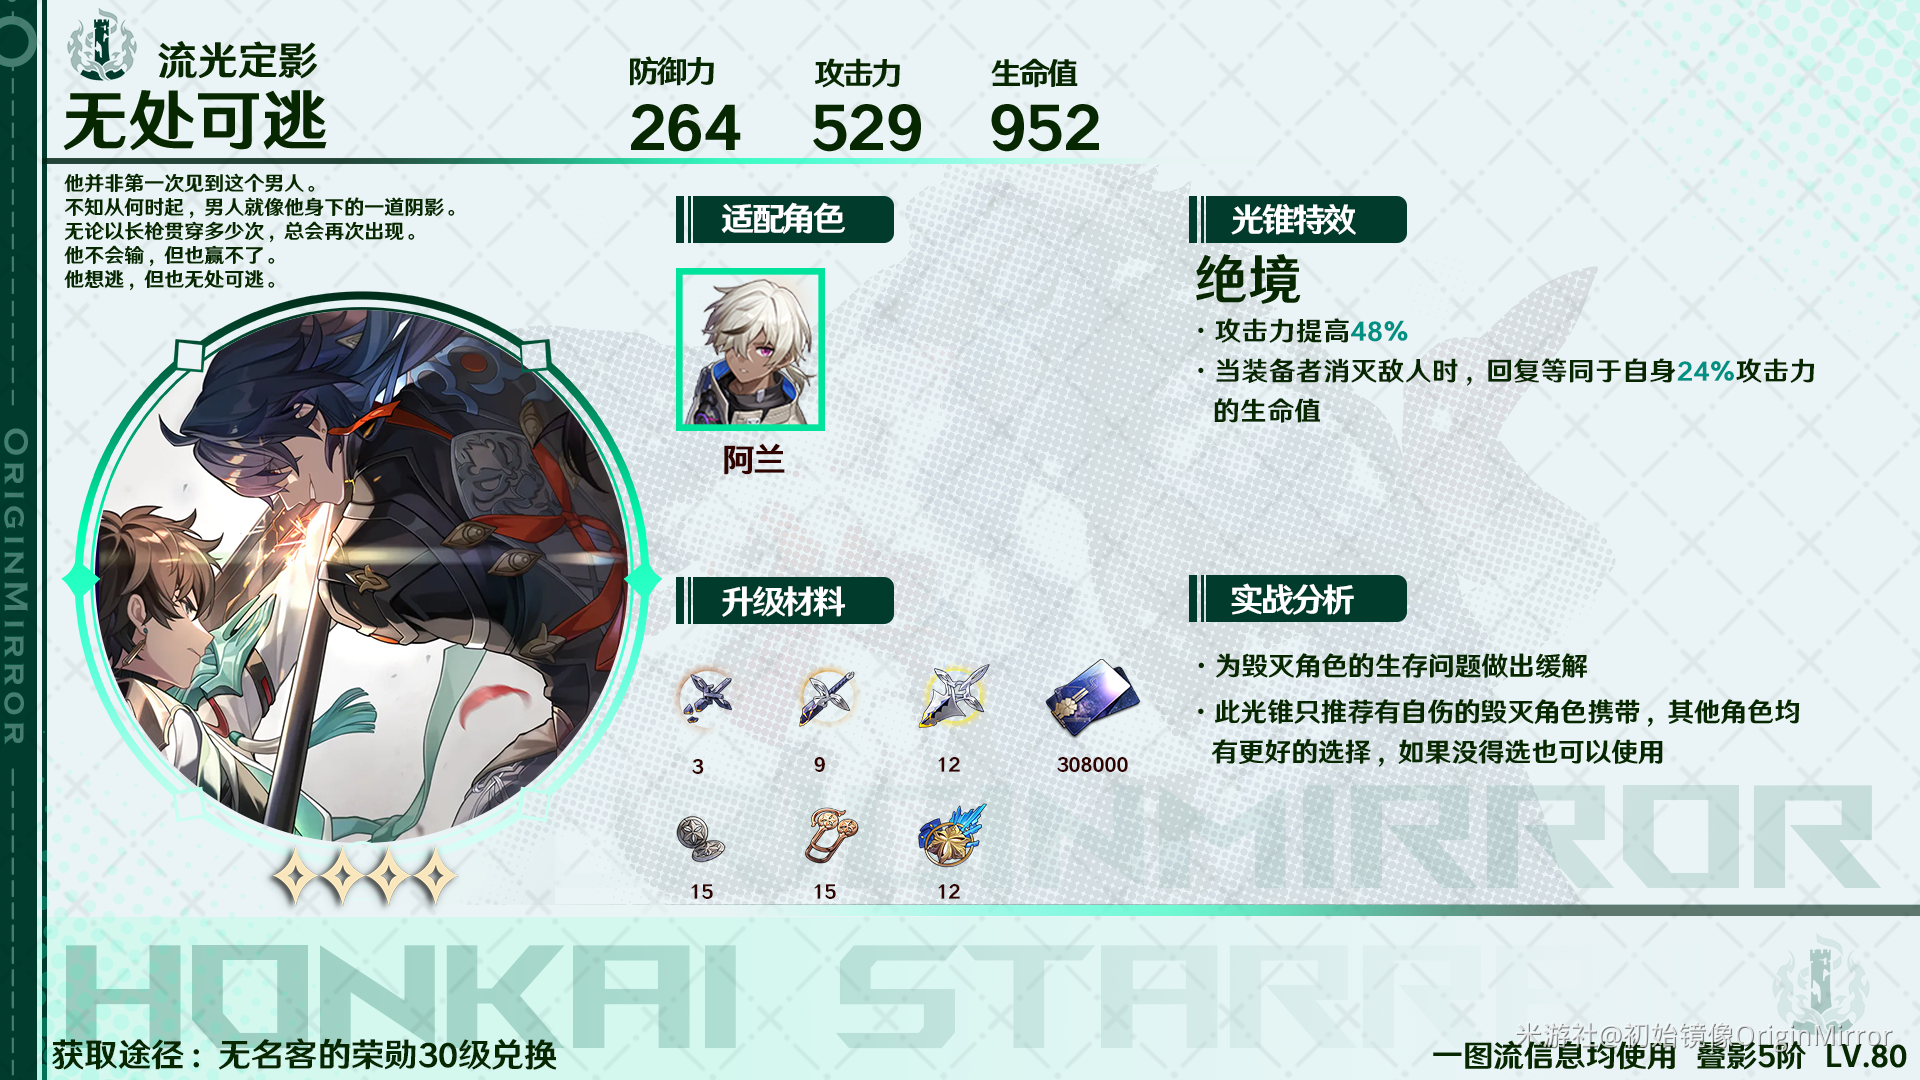 流光定影
无处可逃
防御力
264
攻击力
529
生命值
952
他并非第一次见到这个男人。
不知从何时起，男人就像他身下的一道阴影。
无论以长枪贯穿多少次，总会再次出现。
他不会输，但也赢不了。
他想逃，但也无处可逃。
适配角色
阿兰
光锥特效
绝境
·攻击力提高48%
·当装备者消灭敌人时，回复等同于自身24%攻击力
的生命值
升级材料
3
9
12
308000
15
15
12
实战分析
·为毁灭角色的生存问题做出缓解
·此光锥只推荐有自伤的毁灭角色携带，其他角色均
有更好的选择，如果没得选也可以使用
ORIGINMIRROR
HONKAI STARR
获取途径：无名客的荣勋30级兑换
米游社@初始镜像OriginMirror
一图流信息均使用 叠影5阶 LV.80